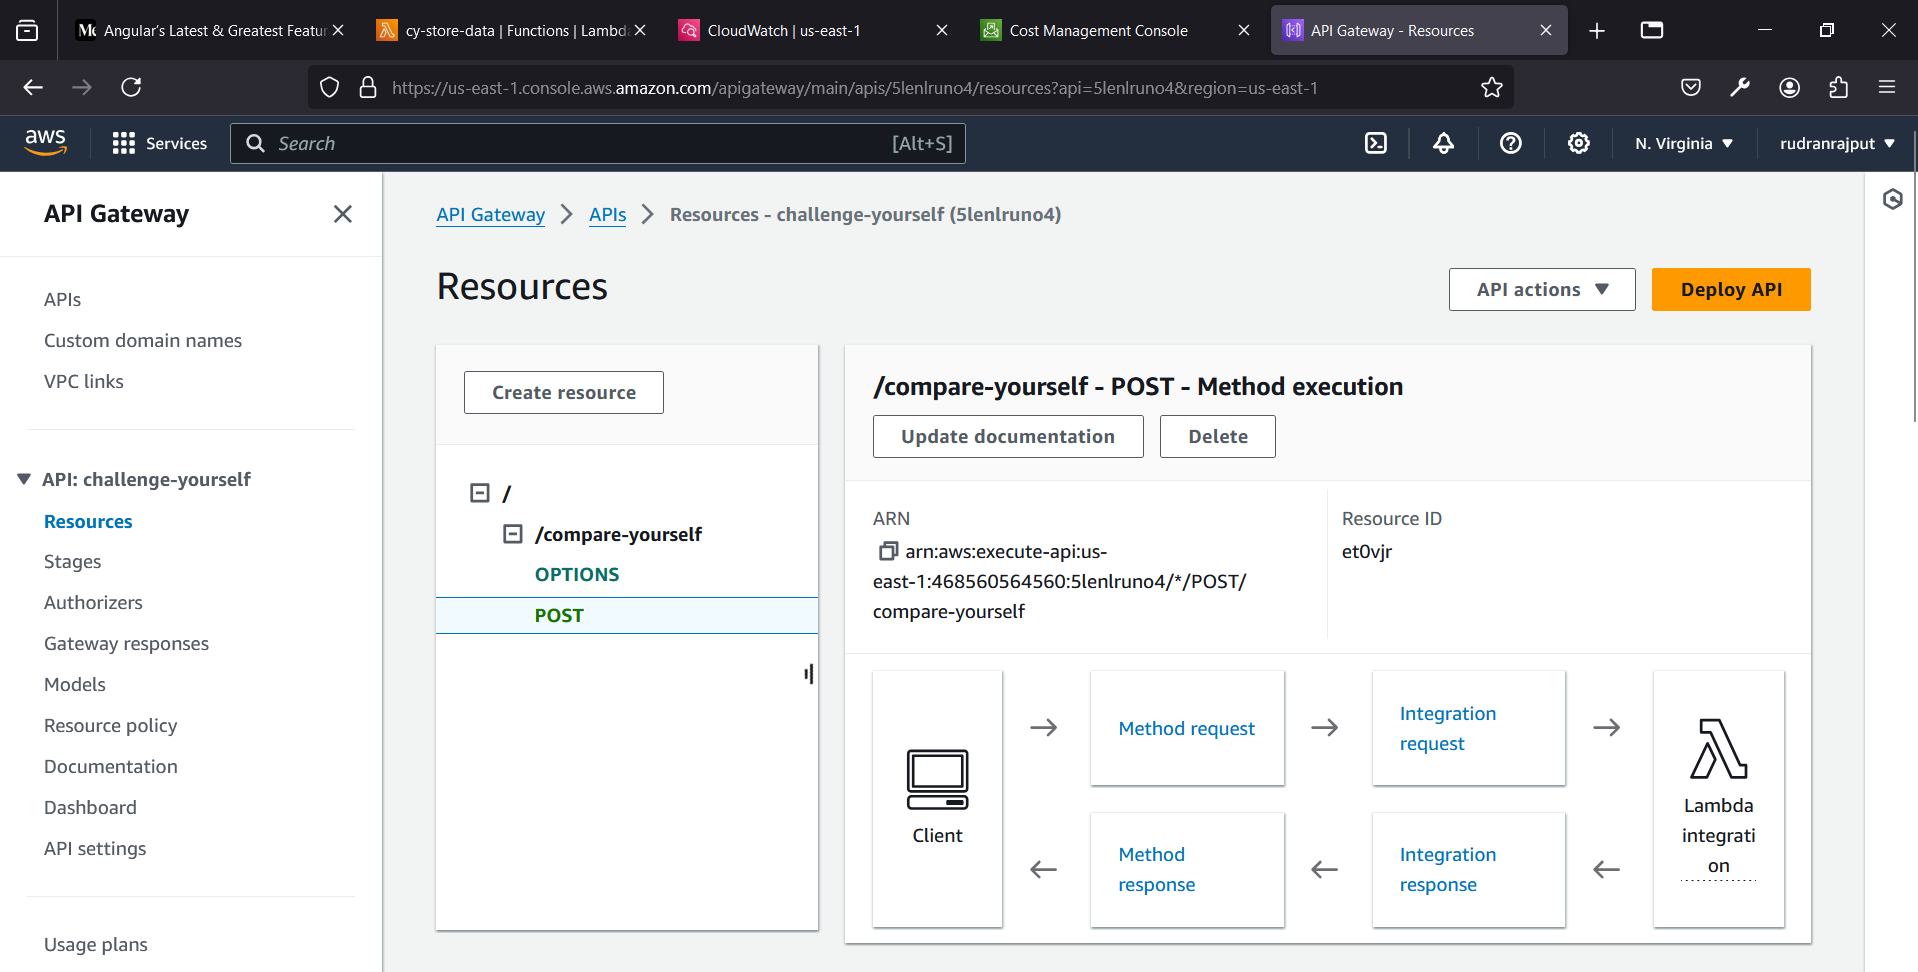 Angular's Latest & Greatest Featur
cy-store-data | Functions | Lambda
CloudWatch | us-east-1
Cost Management Console
API Gateway - Resources
https://us-east-1.console.aws.amazon.com/apigateway/main/apis/5lenlruno4/resources?api=5lenlruno4&region=us-east-1
aws
Services
Search
[Alt+S]
N. Virginia
rudranrajput
API Gateway
APIs
Custom domain names
VPC links
API: challenge-yourself
Resources
Stages
Authorizers
Gateway responses
Models
Resource policy
Documentation
Dashboard
API settings
Usage plans
API Gateway
APIs
Resources - challenge-yourself (5lenlruno4)
Resources
API actions
Deploy API
Create resource
/
/compare-yourself
OPTIONS
POST
/compare-yourself - POST - Method execution
Update documentation
Delete
ARN
arn:aws:execute-api:us-
east-1:468560564560:5lenlruno4/*/POST/
compare-yourself
Resource ID
et0vjr
Client
Method request
Integration
request
Lambda
integrati
on
Method
response
Integration
response